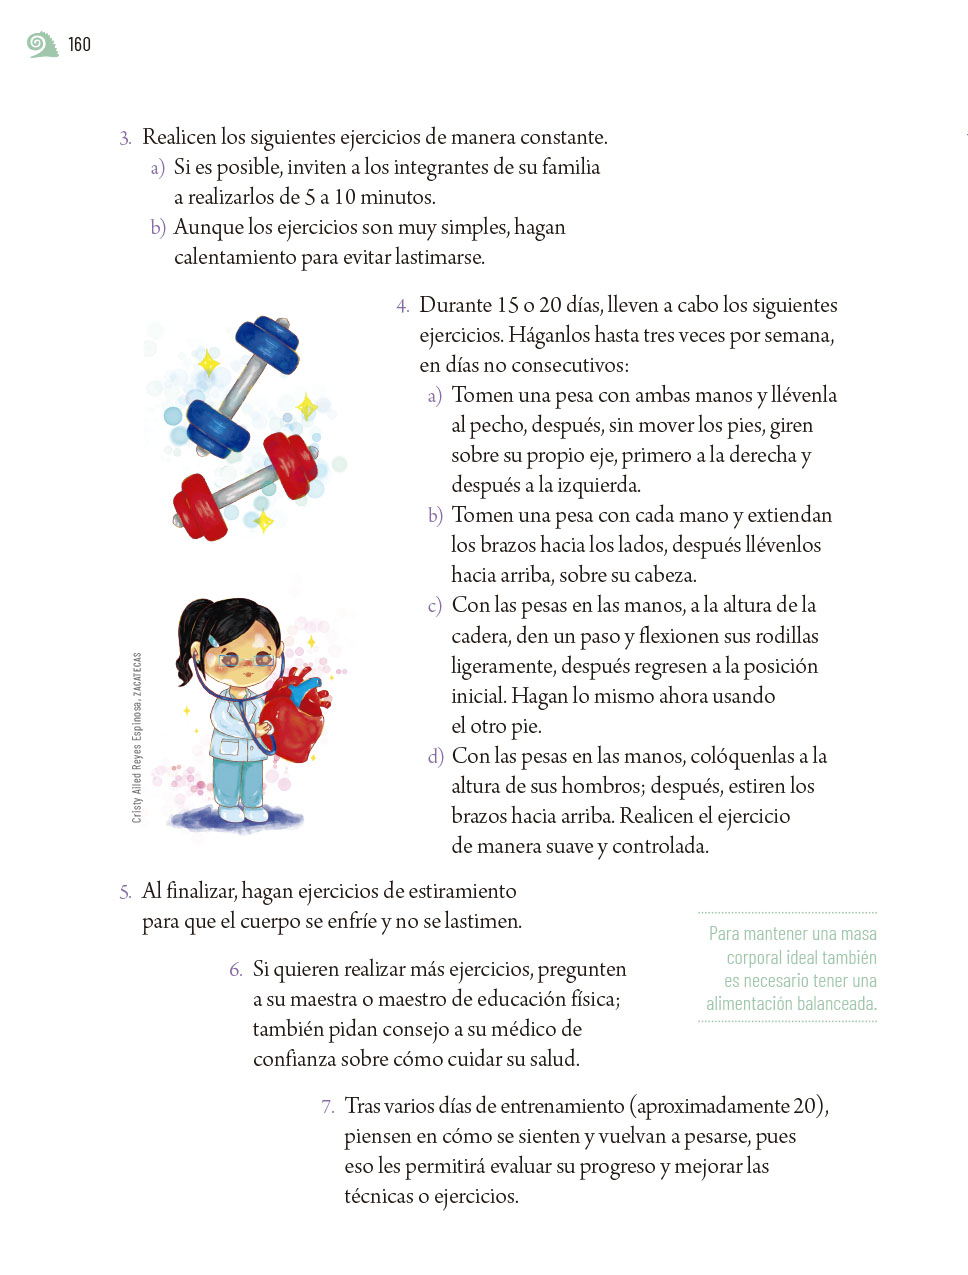 160
3. Realicen los siguientes ejercicios de manera constante.
a) Si es posible, inviten a los integrantes de su familia
a realizarlos de 5 a 10 minutos.
b) Aunque los ejercicios son muy simples, hagan
calentamiento para evitar lastimarse.
4. Durante 15 o 20 días, lleven a cabo los siguientes
ejercicios. Háganlos hasta tres veces por semana,
en días no consecutivos:
a) Tomen una pesa con ambas manos y llévenla
al pecho, después, sin mover los pies, giren
sobre su propio eje, primero a la derecha y
después a la izquierda.
b) Tomen una pesa con cada mano y extiendan
los brazos hacia los lados, después llévenlos
hacia arriba, sobre su cabeza.
c) Con las pesas en las manos, a la altura de la
cadera, den un paso y flexionen sus rodillas
ligeramente, después regresen a la posición
inicial. Hagan lo mismo ahora usando
el otro pie.
d) Con las pesas en las manos, colóquenlas a la
altura de sus hombros; después, estiren los
brazos hacia arriba. Realicen el ejercicio
de manera suave y controlada.
Cristy Alied Reyes Espinosa, ZACATECAS
5. Al finalizar, hagan ejercicios de estiramiento
para que el cuerpo se enfríe y no se lastimen.
Para mantener una masa
corporal ideal también
es necesario tener una
alimentación balanceada.
6. Si quieren realizar más ejercicios, pregunten
a su maestra o maestro de educación física;
también pidan consejo a su médico de
confianza sobre cómo cuidar su salud.
7. Tras varios días de entrenamiento (aproximadamente 20),
piensen en cómo se sienten y vuelvan a pesarse, pues
eso les permitirá evaluar su progreso y mejorar las
técnicas o ejercicios.